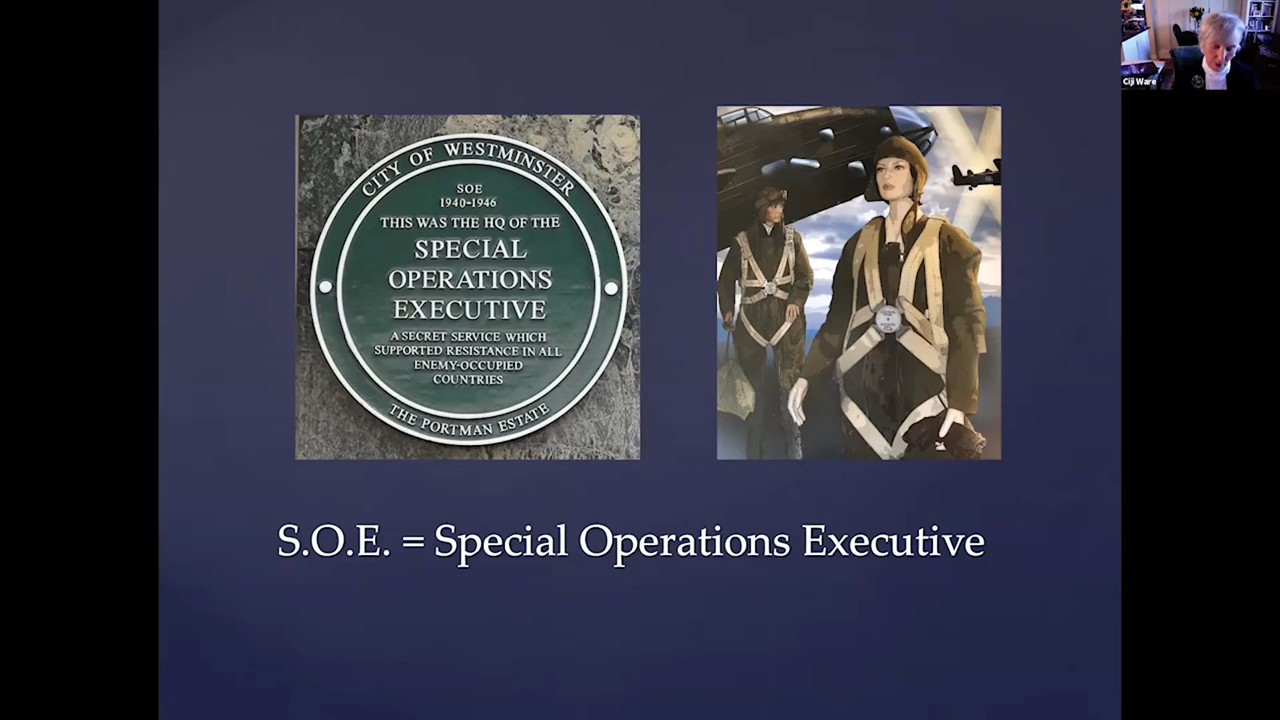 CITY OF WESTMINSTER
SOE
1940-1946
THIS WAS THE HQ OF THE
SPECIAL
OPERATIONS
EXECUTIVE
A SECRET SERVICE WHICH
SUPPORTED RESISTANCE IN ALL
ENEMY-OCCUPIED
COUNTRIES
THE PORTMAN ESTATE
S.O.E. = Special Operations Executive
Ciji Ware